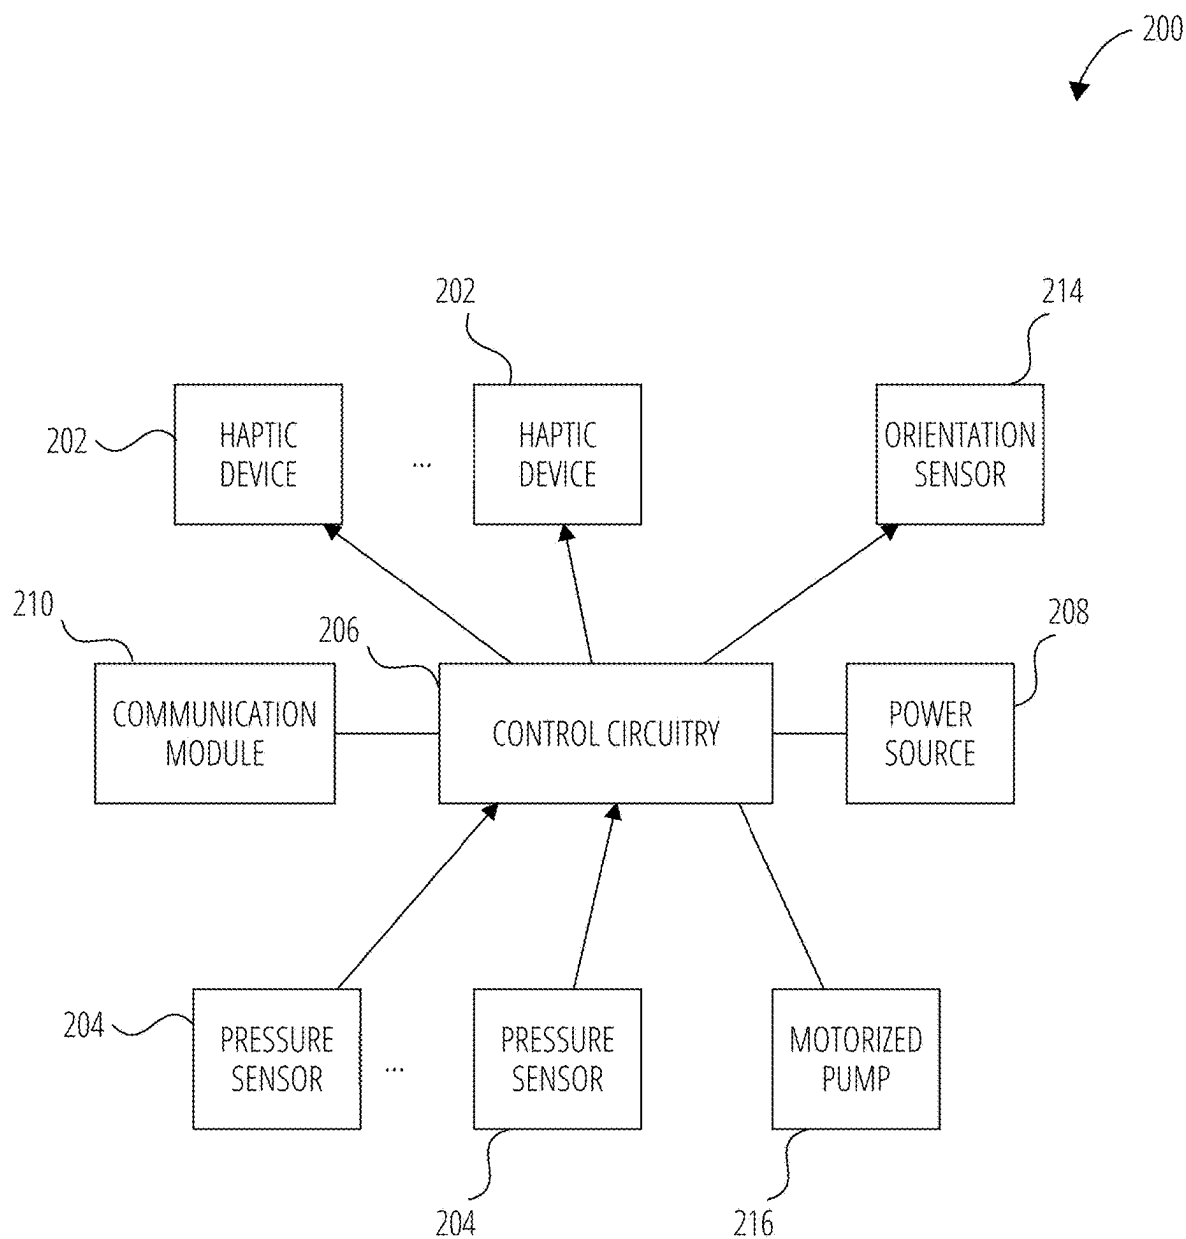 200
202
214
202
HAPTIC
DEVICE
...
HAPTIC
DEVICE
ORIENTATION
SENSOR
210
206
208
COMMUNICATION
MODULE
CONTROL CIRCUITRY
POWER
SOURCE
204
PRESSURE
SENSOR
...
PRESSURE
SENSOR
MOTORIZED
PUMP
204
216